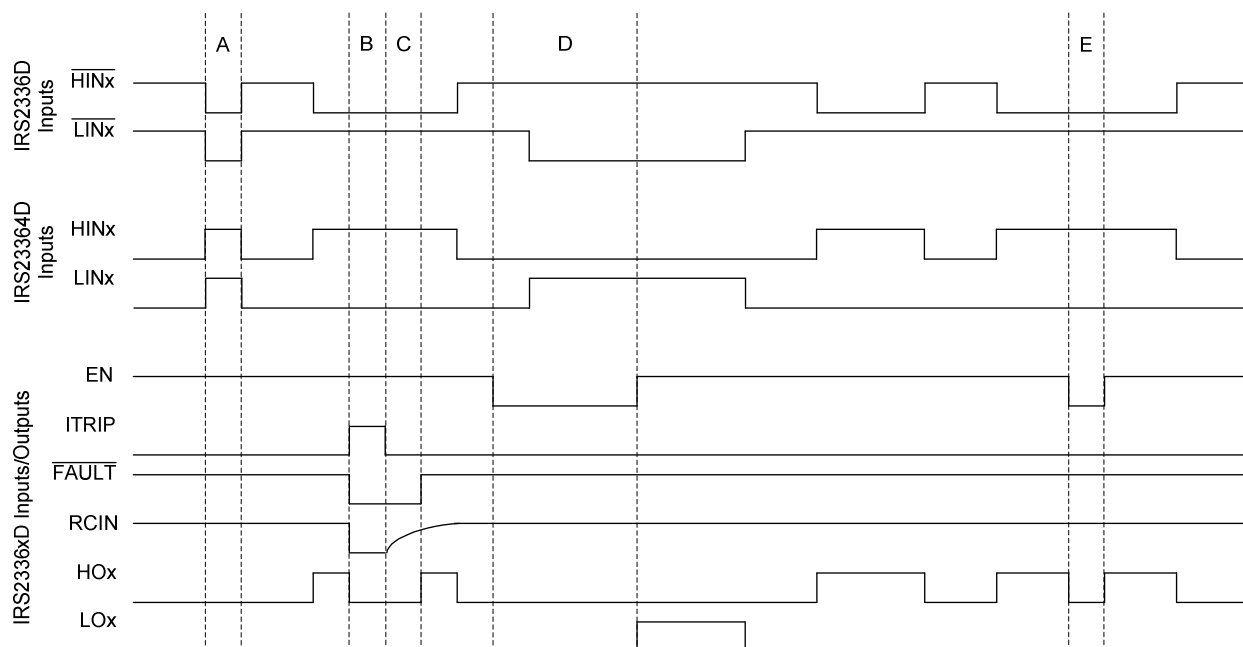 A
B
C
D
E
IRS2336D
Inputs
HINx
LINx
IRS23364D
Inputs
HINx
LINx
IRS2336xD Inputs/Outputs
EN
ITRIP
FAULT
RCIN
HOx
LOx